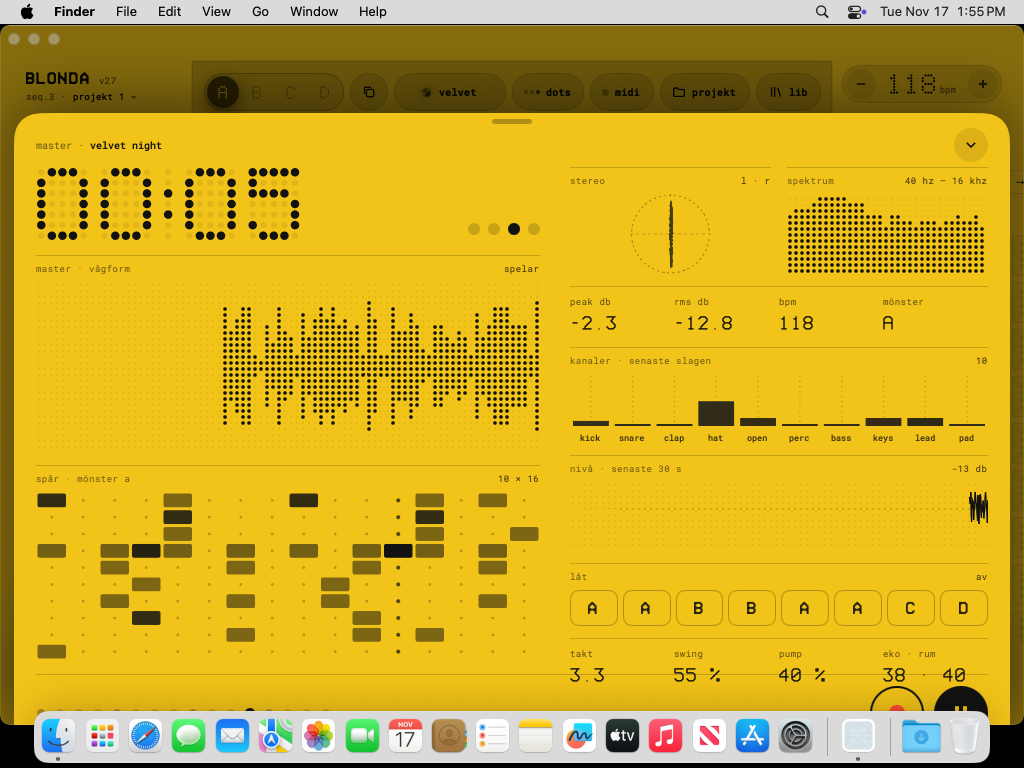 Finder File Edit View Go Window Help Tue Nov 17 1:55 PM
BLONDA v27
seq.3 · projekt 1
A B C D velvet dots midi projekt lib
− 118 bpm +
master · velvet night
00:05
master · vågform spelar
spår · mönster a 10 × 16
stereo l · r
spektrum 40 hz – 16 khz
peak db rms db bpm mönster
-2.3 -12.8 118 A
kanaler · senaste slagen 10
kick snare clap hat open perc bass keys lead pad
nivå · senaste 30 s -13 db
låt av
A A B B A A C D
takt swing pump eko · rum
3.3 55 % 40 % 38 · 40
NOV
17
tv